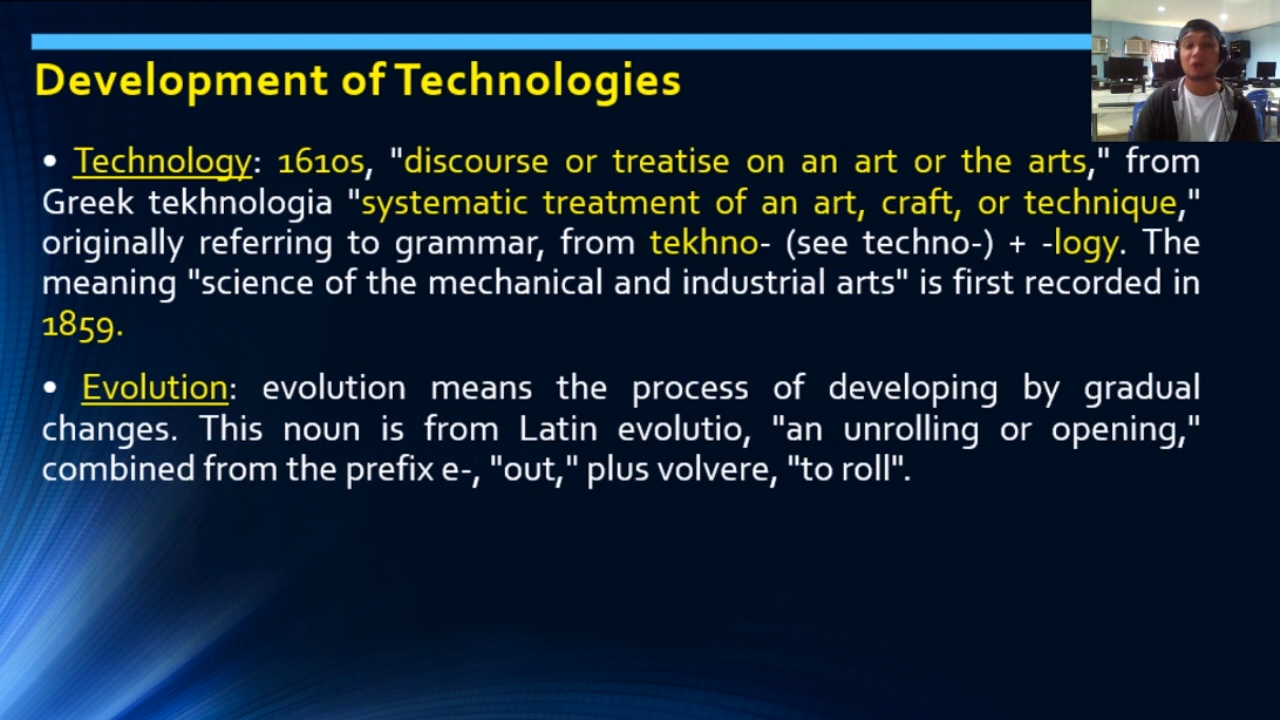 Development of Technologies
• Technology: 1610s, "discourse or treatise on an art or the arts," from
Greek tekhnologia "systematic treatment of an art, craft, or technique,"
originally referring to grammar, from tekhno- (see techno-) + -logy. The
meaning "science of the mechanical and industrial arts" is first recorded in
1859.
• Evolution: evolution means the process of developing by gradual
changes. This noun is from Latin evolutio, "an unrolling or opening,"
combined from the prefix e-, "out," plus volvere, "to roll".